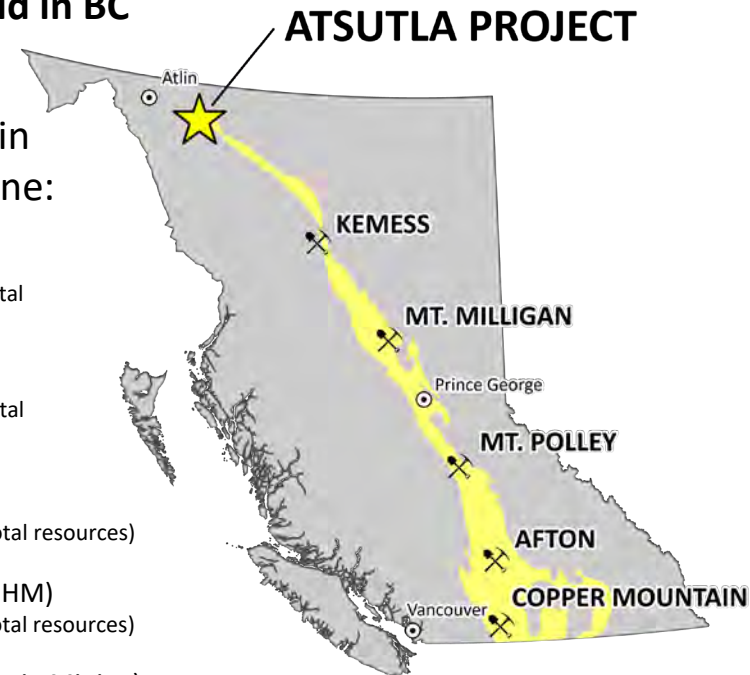 d in BC
ATSUTLA PROJECT
Atlin
in
ne:
KEMESS
tal
MT. MILLIGAN
Prince George
tal
MT. POLLEY
otal resources)
AFTON
HM)
COPPER MOUNTAIN
Vancouver
otal resources)